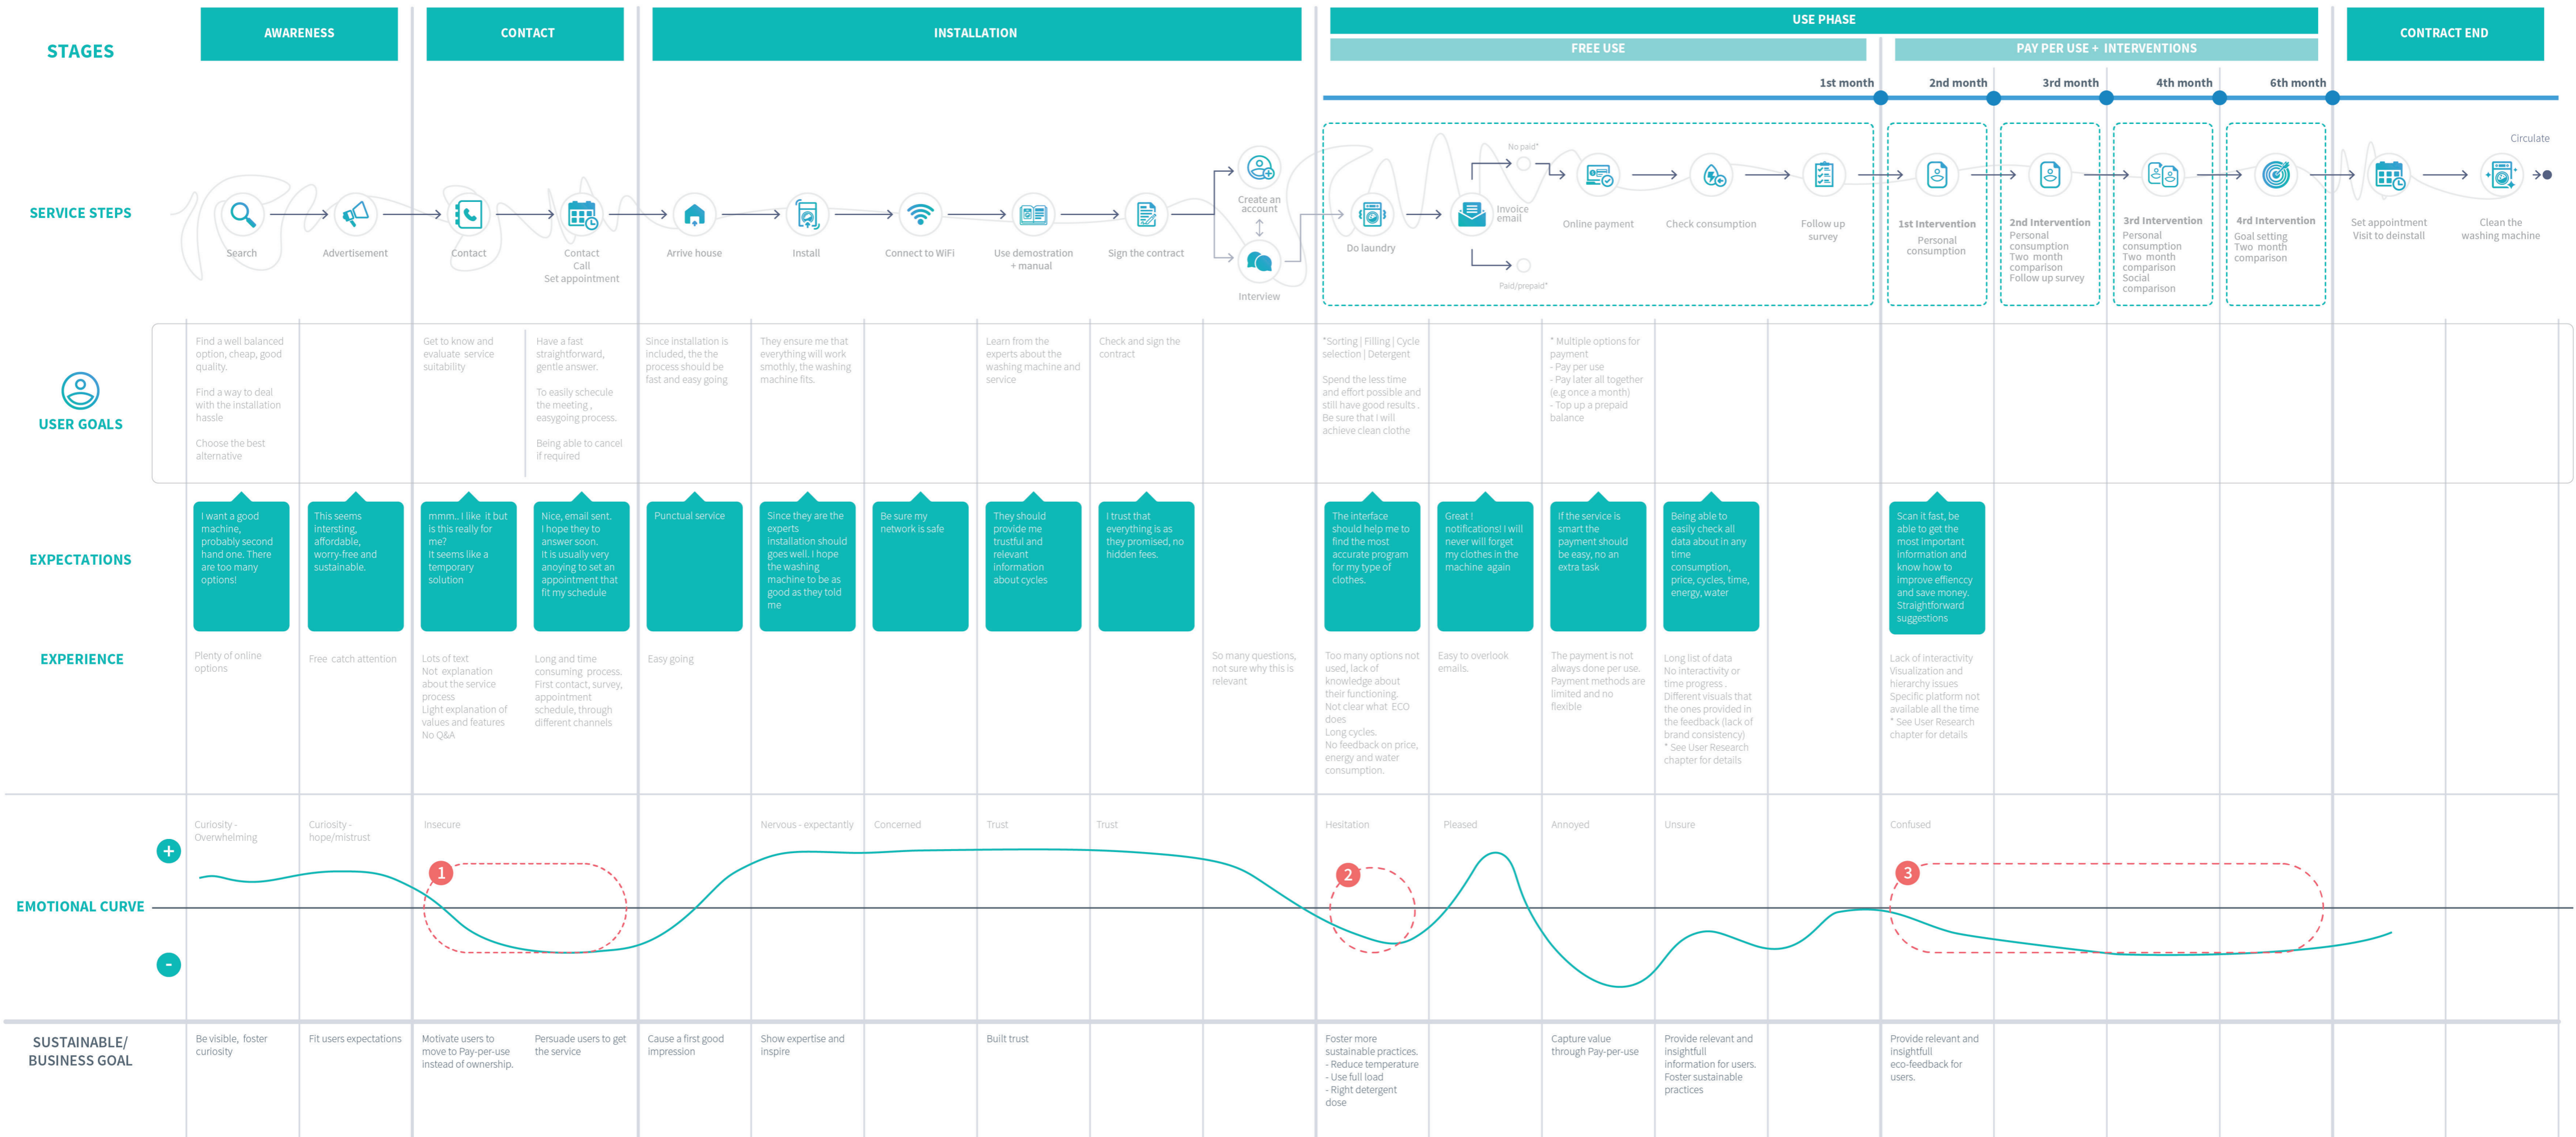 STAGES
AWARENESS
CONTACT
INSTALLATION
USE PHASE
FREE USE
PAY PER USE + INTERVENTIONS
CONTRACT END
1st month
2nd month
3rd month
4th month
6th month
SERVICE STEPS
Search
Advertisement
Contact
Contact
Call
Set appointment
Arrive house
Install
Connect to WiFi
Use demostration
+ manual
Sign the contract
Create an
account
Interview
Do laundry
Invoice
email
No paid*
Paid/prepaid*
Online payment
Check consumption
Follow up
survey
1st Intervention
Personal
consumption
2nd Intervention
Personal
consumption
Two month
comparison
Follow up survey
3rd Intervention
Personal
consumption
Two month
comparison
Social
comparison
4rd Intervention
Goal setting
Two month
comparison
Set appointment
Visit to deinstall
Clean the
washing machine
Circulate
USER GOALS
Find a well balanced
option, cheap, good
quality.
Find a way to deal
with the installation
hassle
Choose the best
alternative
Get to know and
evaluate service
suitability
Have a fast
straightforward,
gentle answer.
To easily schecule
the meeting ,
easygoing process.
Being able to cancel
if required
Since installation is
included, the the
process should be
fast and easy going
They ensure me that
everything will work
smothly, the washing
machine fits.
Learn from the
experts about the
washing machine and
service
Check and sign the
contract
*Sorting | Filling | Cycle
selection | Detergent
Spend the less time
and effort possible and
still have good results .
Be sure that i will
achieve clean clothe
* Multiple options for
payment
- Pay per use
- Pay later all together
(e.g once a month)
- Top up a prepaid
balance
EXPECTATIONS
I want a good
machine,
probably second
hand one. There
are too many
options!
This seems
intersting,
affordable,
worry-free and
sustainable.
mmm.. I like it but
is this really for
me?
It seems like a
temporary
solution
Nice, email sent.
I hope they to
answer soon.
It is usually very
anoying to set an
appointment that
fit my schedule
Punctual service
Since they are the
experts
installation should
goes well. I hope
the washing
machine to be as
good as they told
me
Be sure my
network is safe
They should
provide me
trustful and
relevant
information
about cycles
I trust that
everything is as
they promised, no
hidden fees.
The interface
should help me to
find the most
accurate program
for my type of
clothes.
Great !
notifications! I will
never will forget
my clothes in the
machine again
If the service is
smart the
payment should
be easy, no an
extra task
Being able to
easily check all
data about in any
time
consumption,
price, cycles, time,
energy, water
Scan it fast, be
able to get the
most important
information and
know how to
improve effienccy
and save money.
Straightforward
suggestions
EXPERIENCE
Plenty of online
options
Free catch attention
Lots of text
Not explanation
about the service
process
Light explanation of
values and features
No Q&A
Long and time
consuming process.
First contact, survey,
appointment
schedule, through
different channels
Easy going
So many questions,
not sure why this is
relevant
Too many options not
used, lack of
knowledge about
their functioning.
Not clear what ECO
does
Long cycles.
No feedback on price,
energy and water
consumption.
Easy to overlook
emails.
The payment is not
always done per use.
Payment methods are
limited and no
flexible
Long list of data
No interactivity or
time progress .
Different visuals that
the ones provided in
the feedback (lack of
brand consistency)
* See User Research
chapter for details
Lack of interactivity
Visualization and
hierarchy issues
Specific platform not
available all the time
* See User Research
chapter for details
EMOTIONAL CURVE
+
-
Curiosity -
Overwhelming
Curiosity -
hope/mistrust
Insecure
Nervous - expectantly
Concerned
Trust
Trust
Hesitation
Pleased
Annoyed
Unsure
Confused
1
2
3
SUSTAINABLE/
BUSINESS GOAL
Be visible, foster
curiosity
Fit users expectations
Motivate users to
move to Pay-per-use
instead of ownership.
Persuade users to get
the service
Cause a first good
impression
Show expertise and
inspire
Built trust
Foster more
sustainable practices.
- Reduce temperature
- Use full load
- Right detergent
dose
Capture value
through Pay-per-use
Provide relevant and
insightfull
information for users.
Foster sustainable
practices
Provide relevant and
insightfull
eco-feedback for
users.